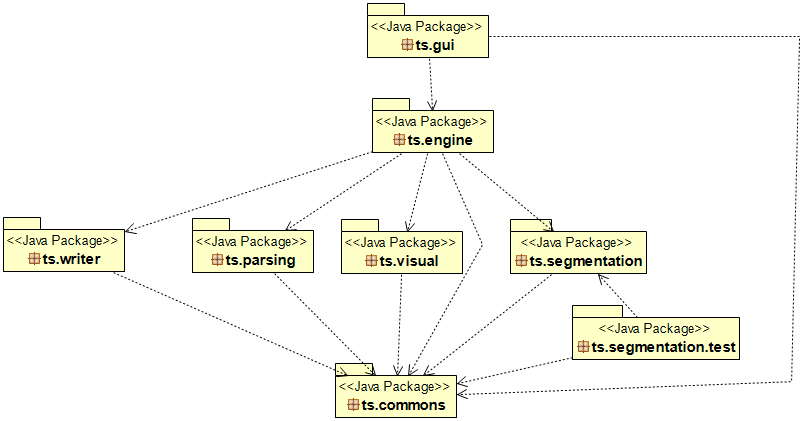 <<Java Package>>
ts.gui
<<Java Package>>
ts.engine
<<Java Package>>
ts.writer
<<Java Package>>
ts.parsing
<<Java Package>>
ts.visual
<<Java Package>>
ts.segmentation
<<Java Package>>
ts.segmentation.test
<<Java Package>>
ts.commons